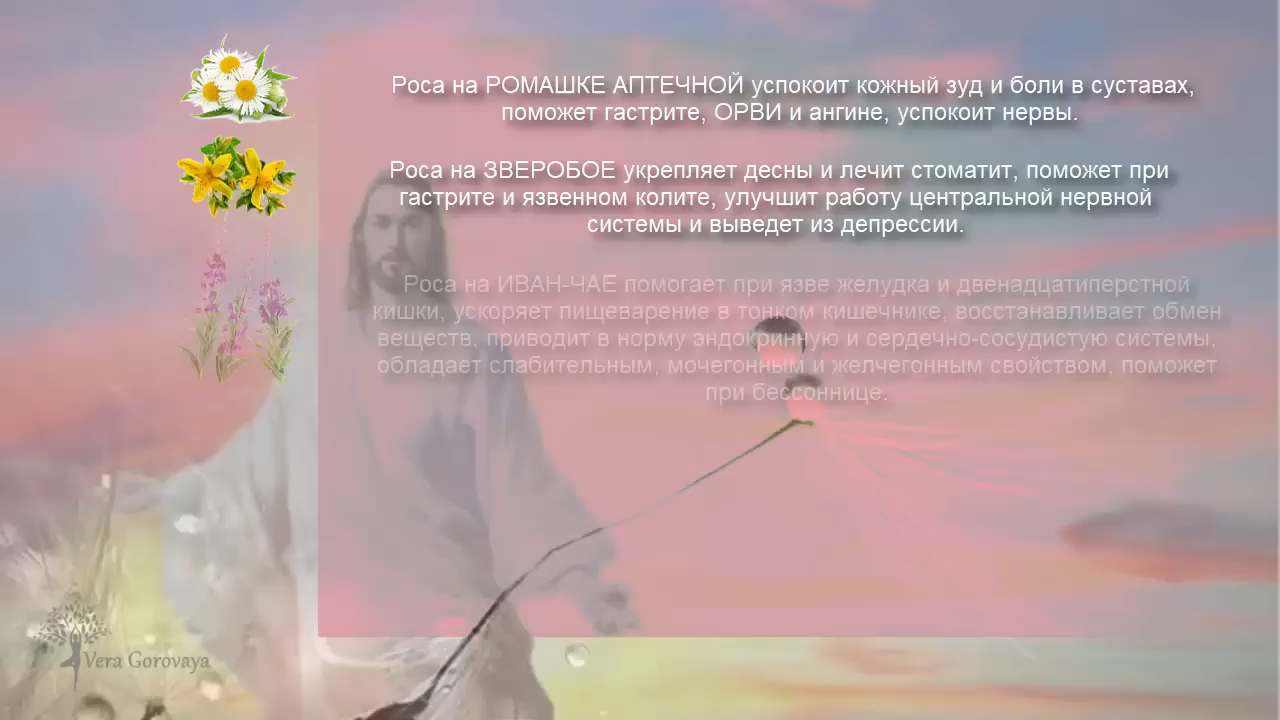 Роса на РОМАШКЕ АПТЕЧНОЙ успокоит кожный зуд и боли в суставах,
поможет гастрите, ОРВИ и ангине, успокоит нервы.
Роса на ЗВЕРОБОЕ укрепляет десны и лечит стоматит, поможет при
гастрите и язвенном колите, улучшит работу центральной нервной
системы и выведет из депрессии.
Роса на ИВАН-ЧАЕ помогает при язве желудка и двенадцатиперстной
кишки, ускоряет пищеварение в тонком кишечнике, восстанавливает обмен
веществ, приводит в норму эндокринную и сердечно-сосудистую системы,
обладает слабительным, мочегонным и желчегонным свойством, поможет
при бессоннице.
Vera Gorovaya